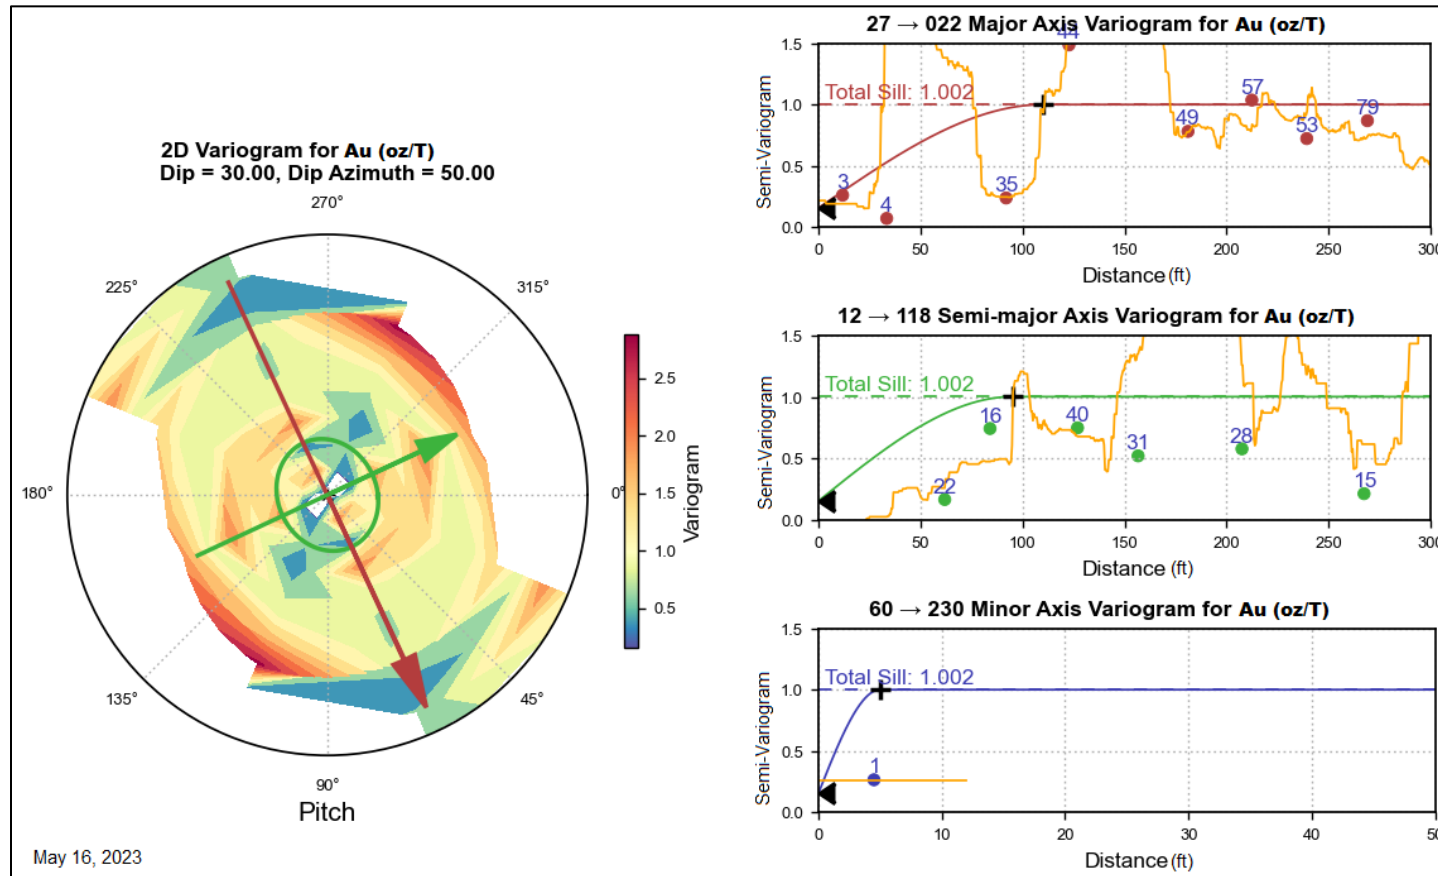 2D Variogram for Au (oz/T)
Dip = 30.00, Dip Azimuth = 50.00
270°
225°
315°
180°
0°
135°
45°
90°
Pitch
2.5
2.0
1.5
1.0
0.5
Variogram
May 16, 2023
27 → 022 Major Axis Variogram for Au (oz/T)
44
1.5
Total Sill: 1.002
1.0
57
79
49
53
0.5
3
35
4
0.0
Semi-Variogram
0 50 100 150 200 250 300
Distance (ft)
12 → 118 Semi-major Axis Variogram for Au (oz/T)
1.5
Total Sill: 1.002
1.0
16
40
31
28
0.5
22
15
0.0
Semi-Variogram
0 50 100 150 200 250 300
Distance (ft)
60 → 230 Minor Axis Variogram for Au (oz/T)
1.5
Total Sill: 1.002
1.0
0.5
1
0.0
Semi-Variogram
0 10 20 30 40 50
Distance (ft)